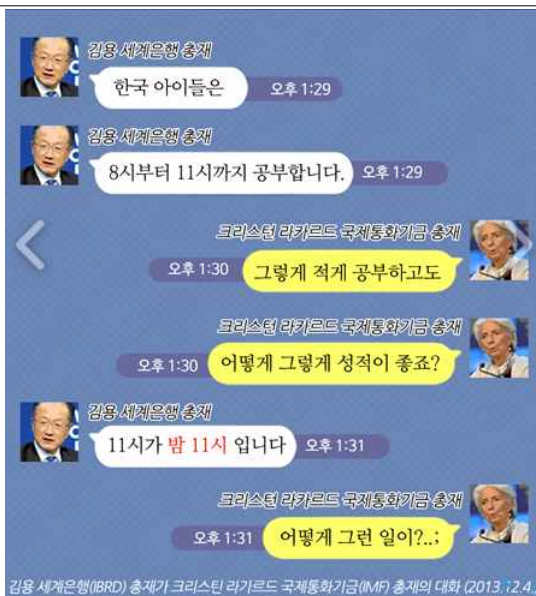 김용 세계은행 총재
한국 아이들은 오후 1:29
김용 세계은행 총재
8시부터 11시까지 공부합니다. 오후 1:29
크리스틴 라가르드 국제통화기금 총재
오후 1:30 그렇게 적게 공부하고도
크리스틴 라가르드 국제통화기금 총재
오후 1:30 어떻게 그렇게 성적이 좋죠?
김용 세계은행 총재
11시가 밤 11시 입니다 오후 1:31
크리스틴 라가르드 국제통화기금 총재
오후 1:31 어떻게 그런 일이?..;
김용 세계은행(IBRD) 총재가 크리스틴 라가르드 국제통화기금(IMF) 총재의 대화 (2013.12.4.